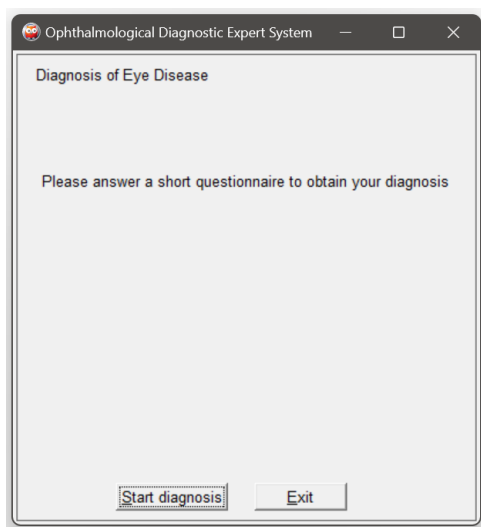 Ophthalmological Diagnostic Expert System
Diagnosis of Eye Disease
Please answer a short questionnaire to obtain your diagnosis
Start diagnosis
Exit